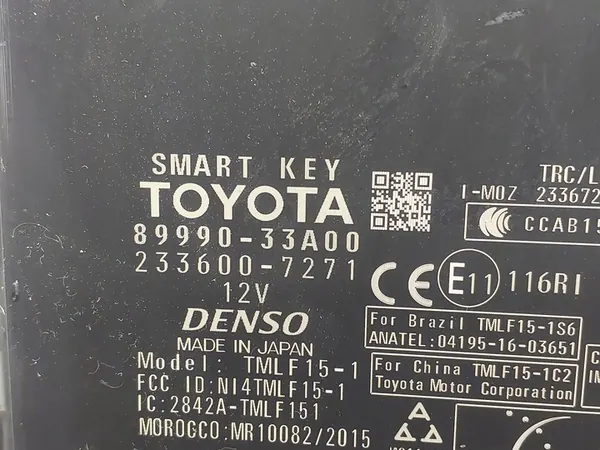 SMART KEY
TOYOTA
89990-33A00
233600-7271
12V
DENSO
MADE IN JAPAN
Model: TMLF15-1
FCC ID:NI4TMLF15-1
IC:2842A-TMLF151
MOROCCO:MR10082/2015
TRC/L
I-MOZ 233672
CCAB15
CE E11 116RI
For Brazil TMLF15-1S6
ANATEL:04195-16-03651
For China TMLF15-1C2
Toyota Motor Corporation